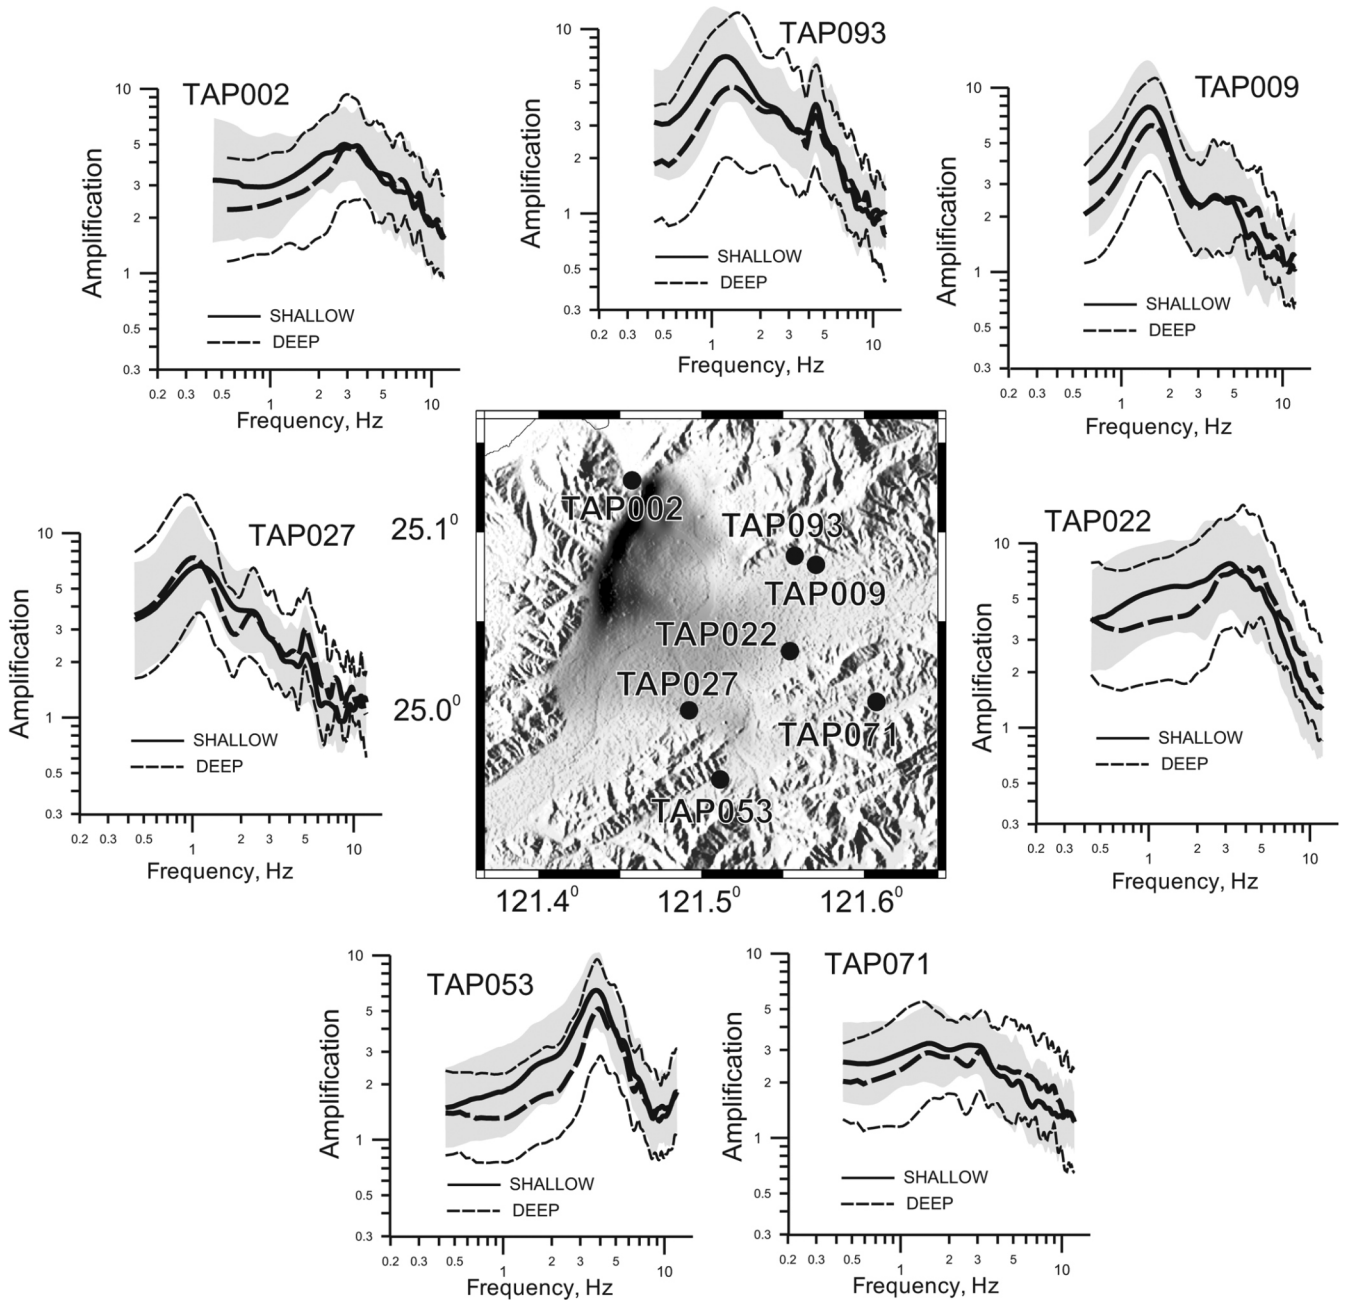 TAP093
10
5
3
2
1
0.5
0.3
Amplification
SHALLOW
DEEP
0.2 0.3 0.5 1 2 3 5 10
Frequency, Hz
TAP002
10
5
3
2
1
0.5
0.3
Amplification
SHALLOW
DEEP
0.2 0.3 0.5 1 2 3 5 10
Frequency, Hz
TAP009
10
5
3
2
1
0.5
0.3
Amplification
SHALLOW
DEEP
0.2 0.3 0.5 1 2 3 5 10
Frequency, Hz
TAP027
10
5
3
2
1
0.5
0.3
Amplification
SHALLOW
DEEP
0.2 0.3 0.5 1 2 3 5 10
Frequency, Hz
25.1⁰
25.0⁰
TAP002
TAP093
TAP009
TAP022
TAP027
TAP071
TAP053
121.4⁰ 121.5⁰ 121.6⁰
TAP022
10
5
3
2
1
0.5
0.3
Amplification
SHALLOW
DEEP
0.2 0.3 0.5 1 2 3 5 10
Frequency, Hz
TAP053
10
5
3
2
1
0.5
0.3
Amplification
SHALLOW
DEEP
0.2 0.3 0.5 1 2 3 5 10
Frequency, Hz
TAP071
10
5
3
2
1
0.5
0.3
Amplification
SHALLOW
DEEP
0.2 0.3 0.5 1 2 3 5 10
Frequency, Hz